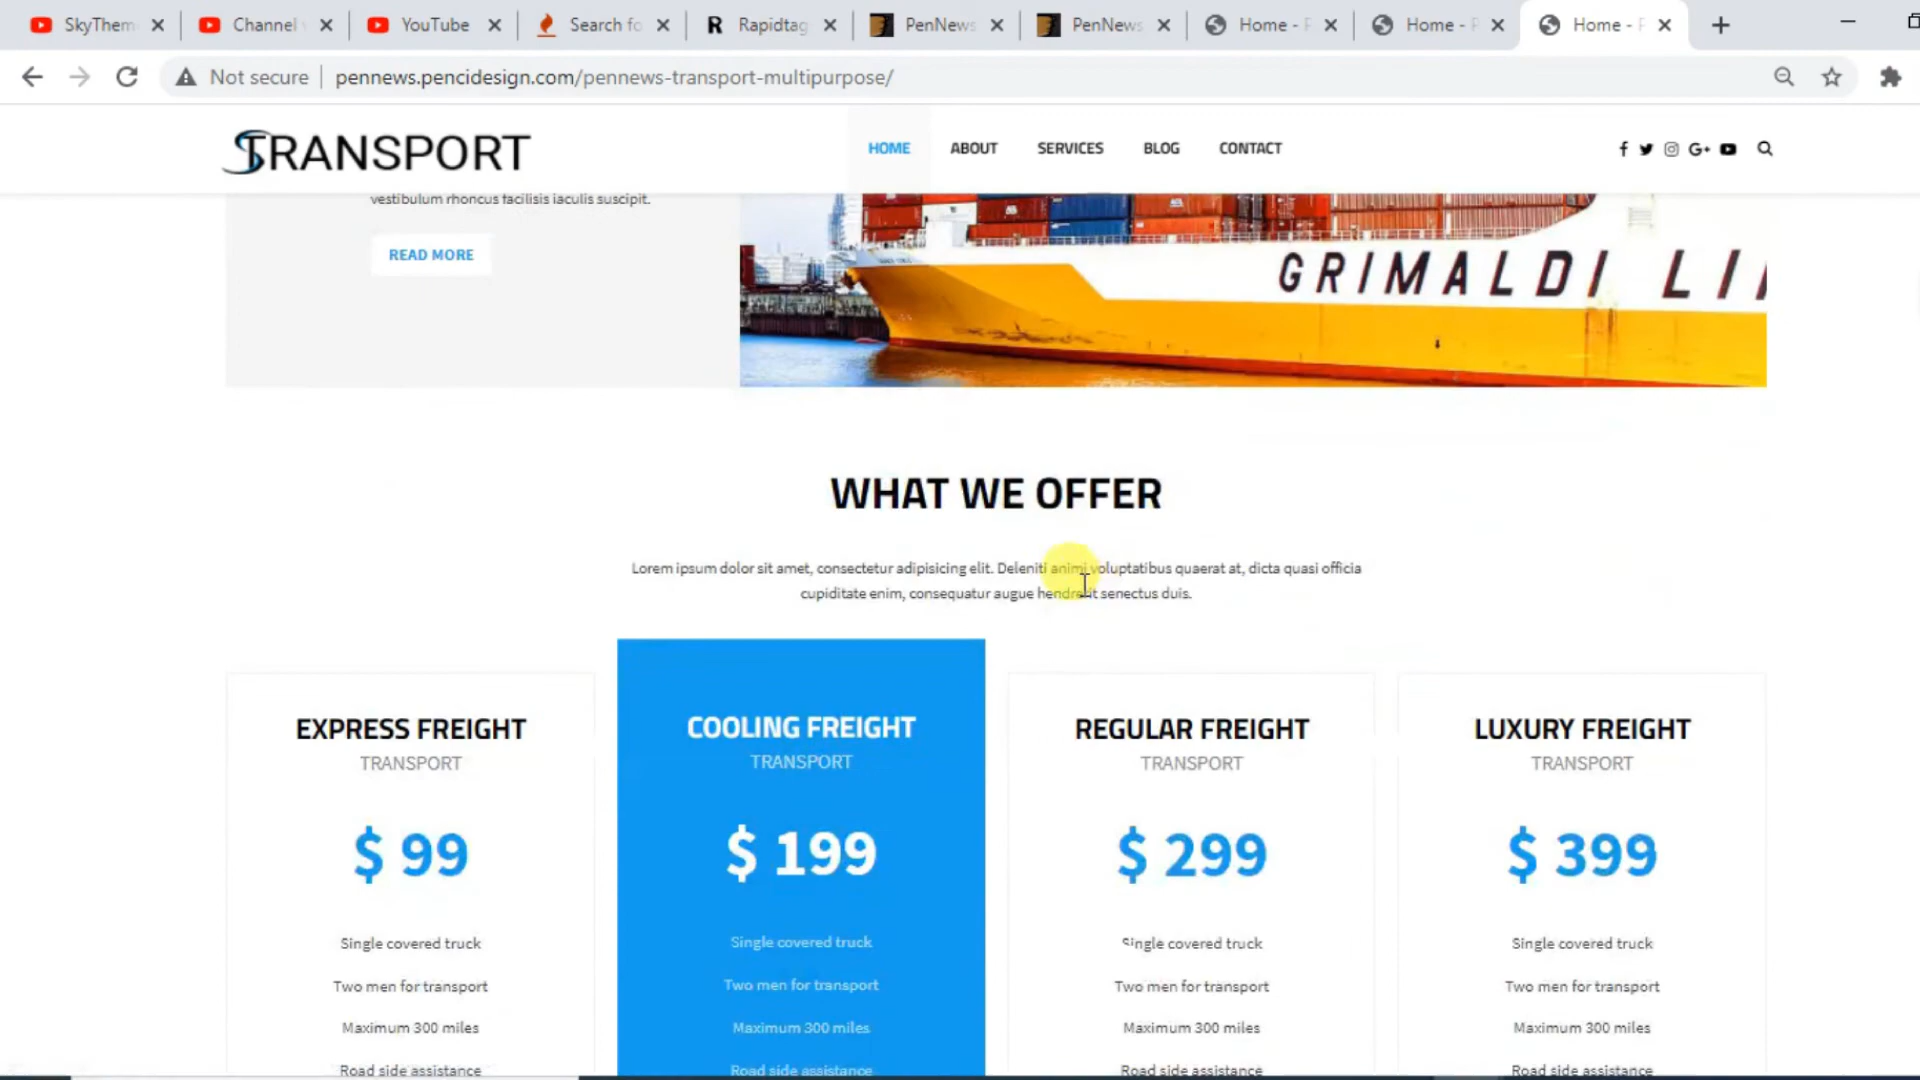 SkyThem
Channel
YouTube
Search fo
Rapidtag
PenNews
PenNews
Home - P
Home - P
Home - P
Not secure
pennews.pencidesign.com/pennews-transport-multipurpose/
TRANSPORT
HOME
ABOUT
SERVICES
BLOG
CONTACT
vestibulum rhoncus facilisis iaculis suscipit.
READ MORE
GRIMALDI LI
WHAT WE OFFER
Lorem ipsum dolor sit amet, consectetur adipisicing elit. Deleniti animi voluptatibus quaerat at, dicta quasi officia
cupiditate enim, consequatur augue hendrerit senectus duis.
EXPRESS FREIGHT
TRANSPORT
$ 99
Single covered truck
Two men for transport
Maximum 300 miles
Road side assistance
COOLING FREIGHT
TRANSPORT
$ 199
Single covered truck
Two men for transport
Maximum 300 miles
Road side assistance
REGULAR FREIGHT
TRANSPORT
$ 299
Single covered truck
Two men for transport
Maximum 300 miles
Road side assistance
LUXURY FREIGHT
TRANSPORT
$ 399
Single covered truck
Two men for transport
Maximum 300 miles
Road side assistance